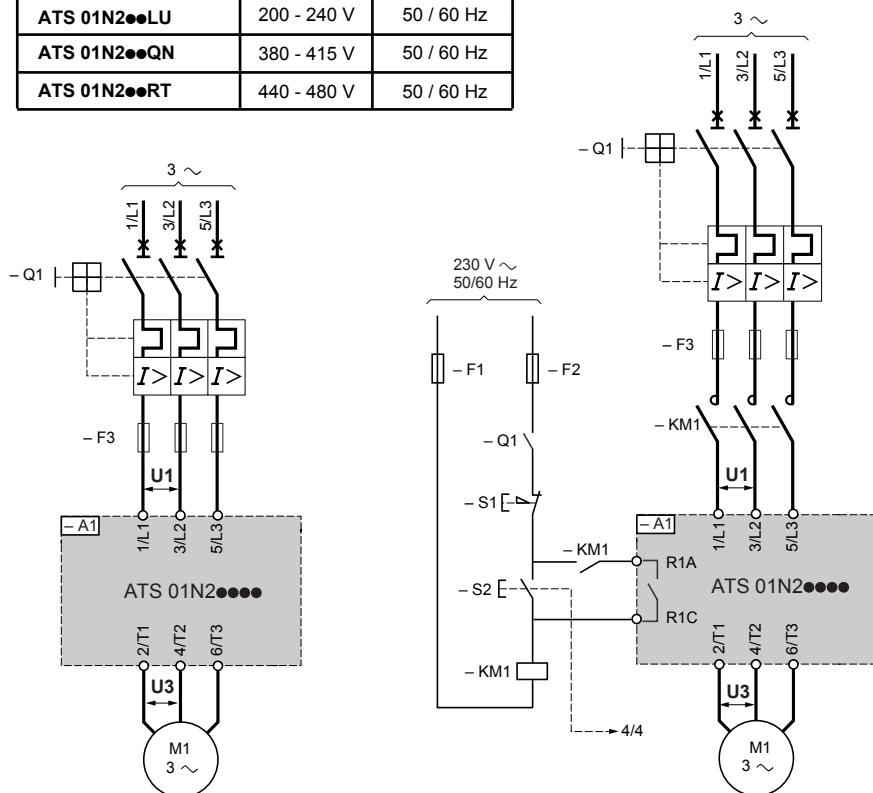 ATS 01N2●●LU 200 - 240 V 50 / 60 Hz
ATS 01N2●●QN 380 - 415 V 50 / 60 Hz
ATS 01N2●●RT 440 - 480 V 50 / 60 Hz
3 ~
1/L1 3/L2 5/L3
– Q1
I> I> I>
– F3
U1
– A1
1/L1 3/L2 5/L3
ATS 01N2●●●●
2/T1 4/T2 6/T3
U3
M1
3 ~
230 V ~
50/60 Hz
– F1
– F2
– Q1
– S1
– KM1
– S2
– KM1
4/4
3 ~
1/L1 3/L2 5/L3
– Q1
I> I> I>
– F3
– KM1
U1
– A1
1/L1 3/L2 5/L3
R1A
ATS 01N2●●●●
R1C
2/T1 4/T2 6/T3
U3
M1
3 ~